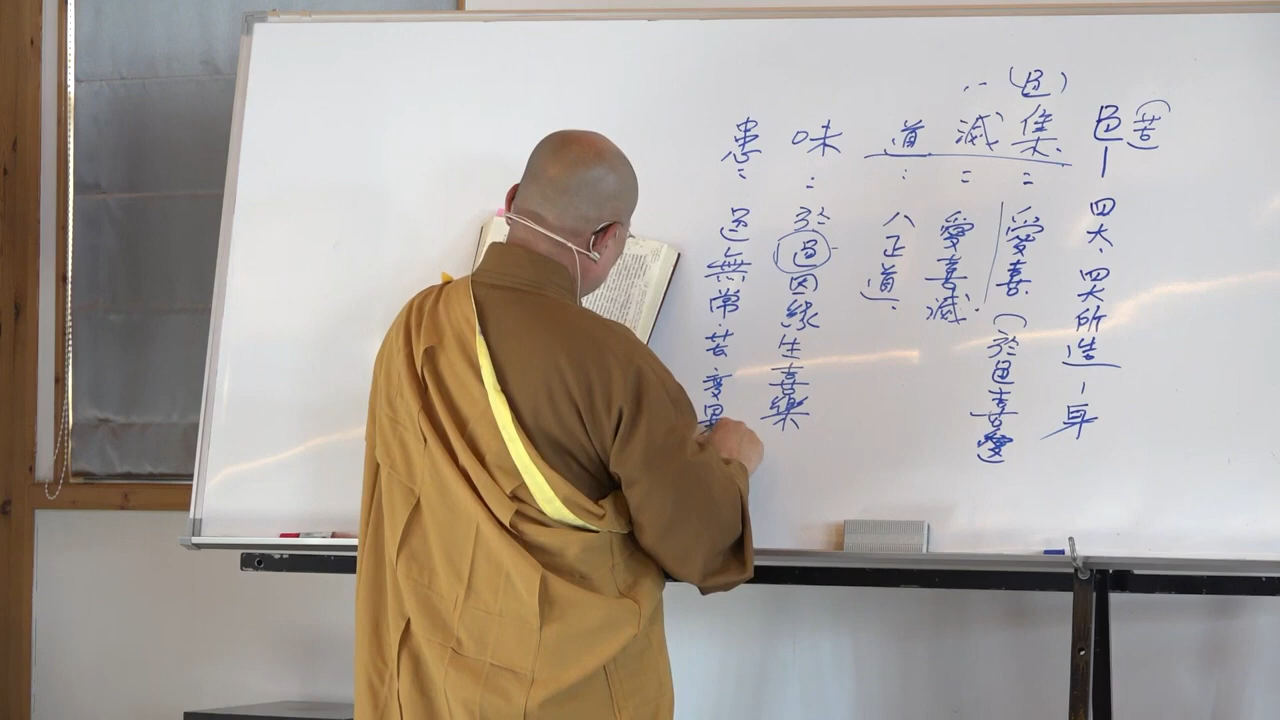 (苦)
色 — 四大、四大所造 — 身
(色)
集：愛喜 (於色喜愛)
滅：愛喜滅
道：八正道
味：於色因緣生喜樂
患：色無常、苦、變異